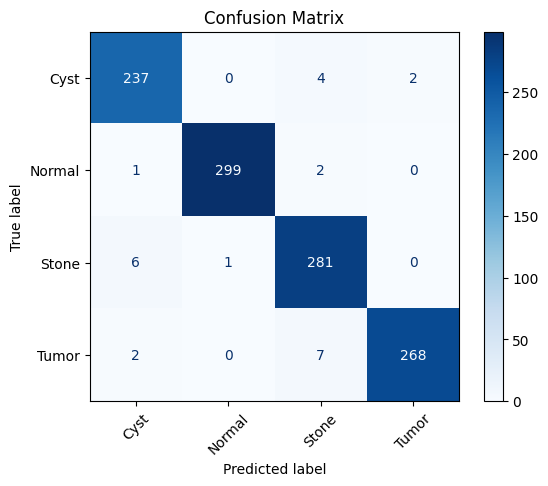 Confusion Matrix
Cyst 237 0 4 2
Normal 1 299 2 0
Stone 6 1 281 0
Tumor 2 0 7 268
Cyst Normal Stone Tumor
Predicted label
True label
250
200
150
100
50
0